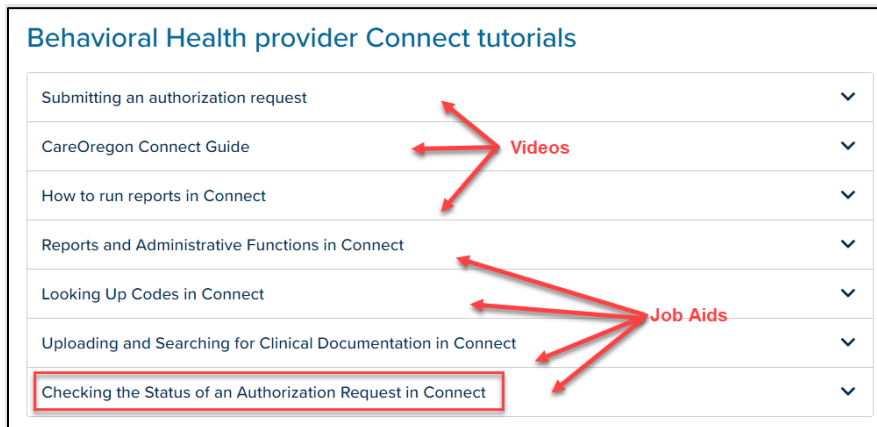 Behavioral Health provider Connect tutorials
Submitting an authorization request
CareOregon Connect Guide
Videos
How to run reports in Connect
Reports and Administrative Functions in Connect
Looking Up Codes in Connect
Job Aids
Uploading and Searching for Clinical Documentation in Connect
Checking the Status of an Authorization Request in Connect